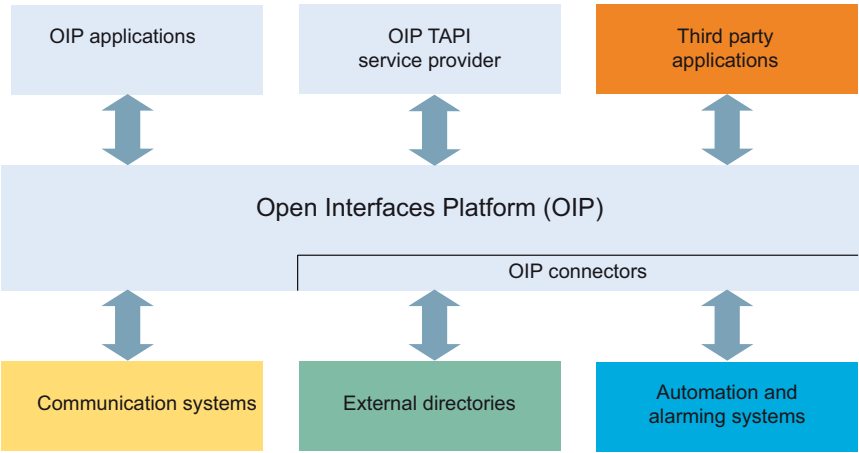 OIP applications
OIP TAPI
service provider
Third party
applications
Open Interfaces Platform (OIP)
OIP connectors
Communication systems
External directories
Automation and
alarming systems